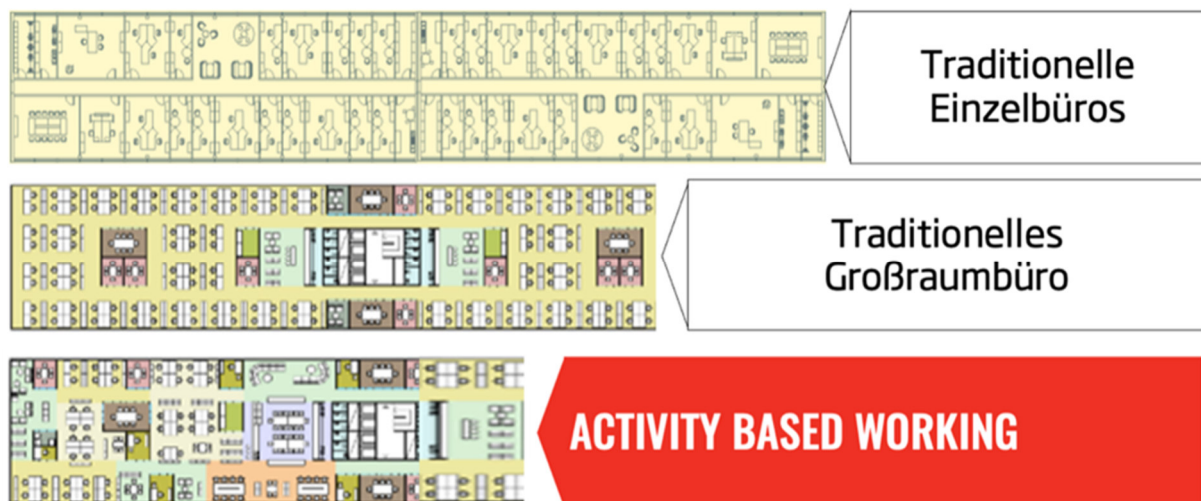 Traditionelle
Einzelbüros
Traditionelles
Großraumbüro
ACTIVITY BASED WORKING